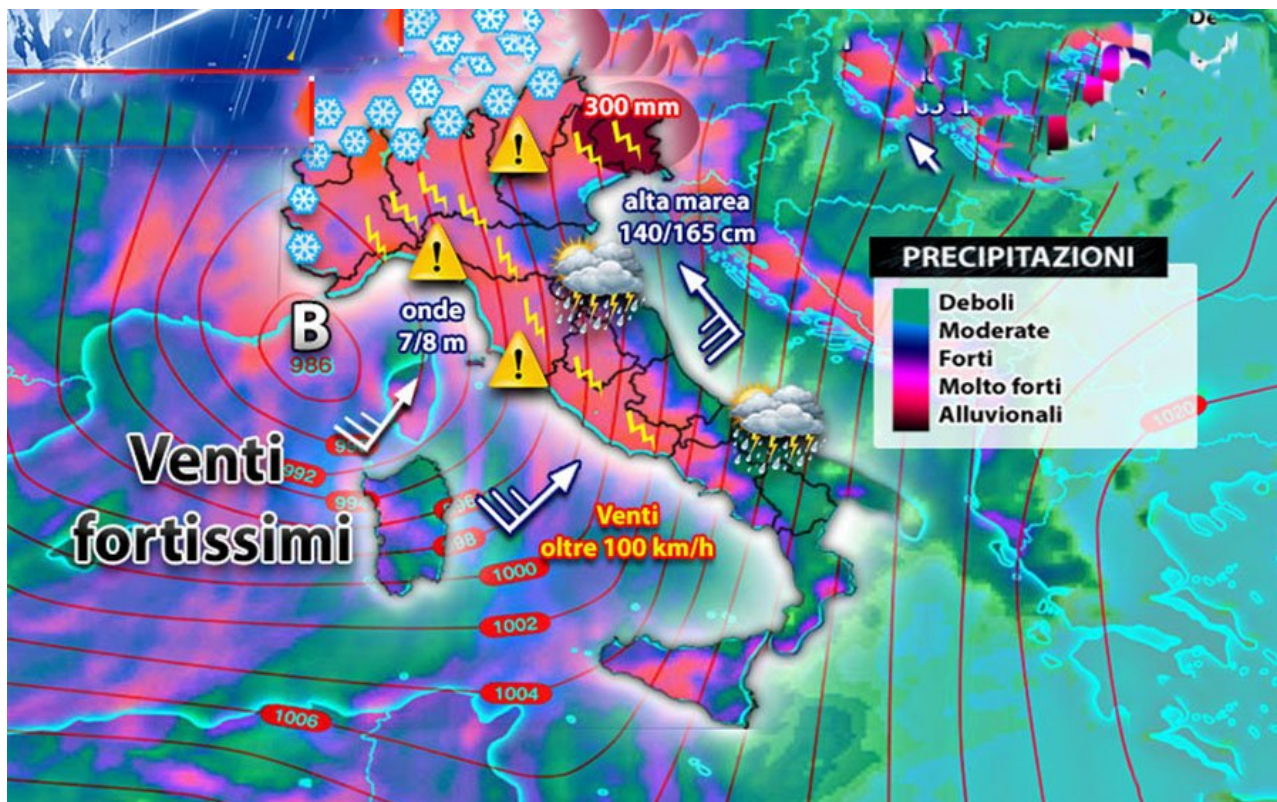 300 mm
alta marea
140/165 cm
PRECIPITAZIONI
Deboli
Moderate
Forti
Molto forti
Alluvionali
B
986
onde
7/8 m
Venti
fortissimi
992
998
1000
1002
1004
1006
1020
Venti
oltre 100 km/h